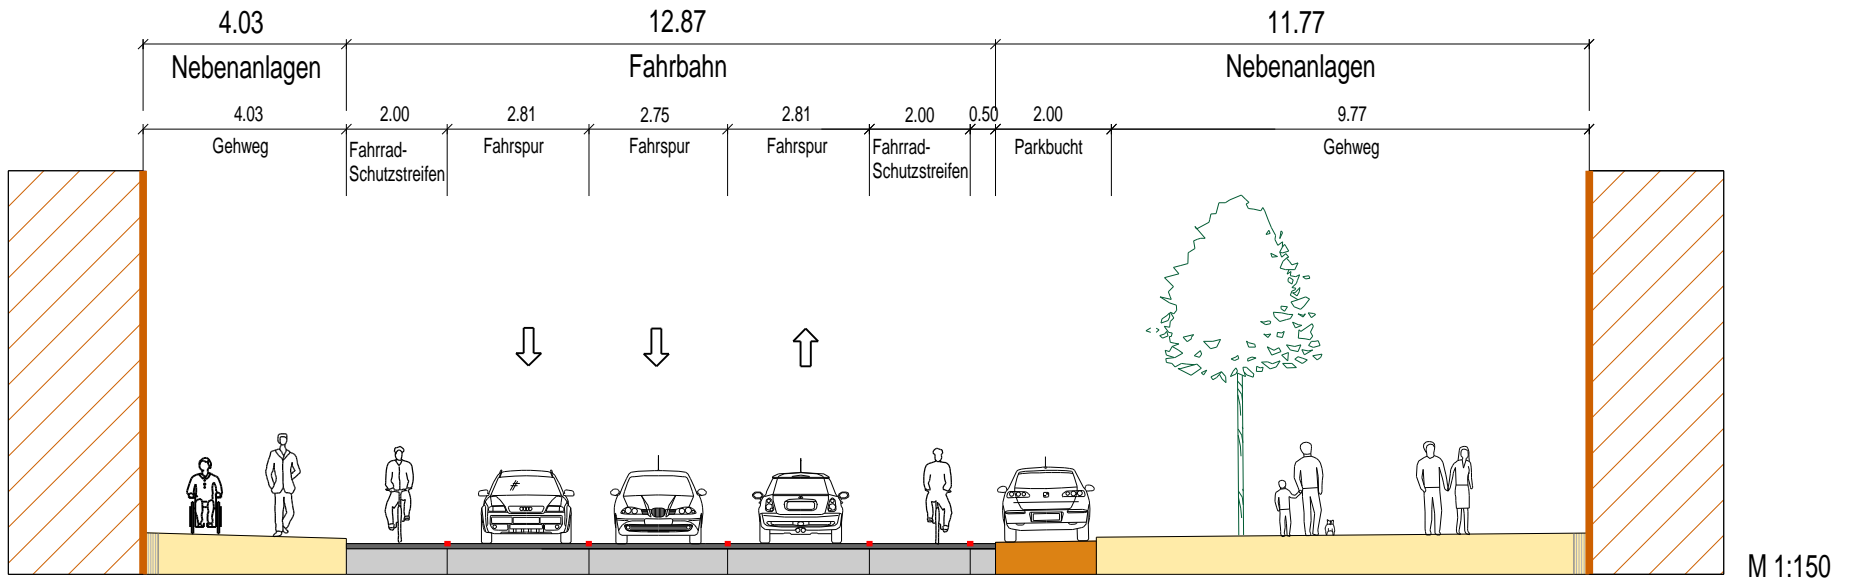 4.03 12.87 11.77
Nebenanlagen Fahrbahn Nebenanlagen
4.03 2.00 2.81 2.75 2.81 2.00 0.50 2.00 9.77
Gehweg Fahrrad- Fahrspur Fahrspur Fahrspur Fahrrad- Parkbucht Gehweg
Schutzstreifen Schutzstreifen
M 1:150